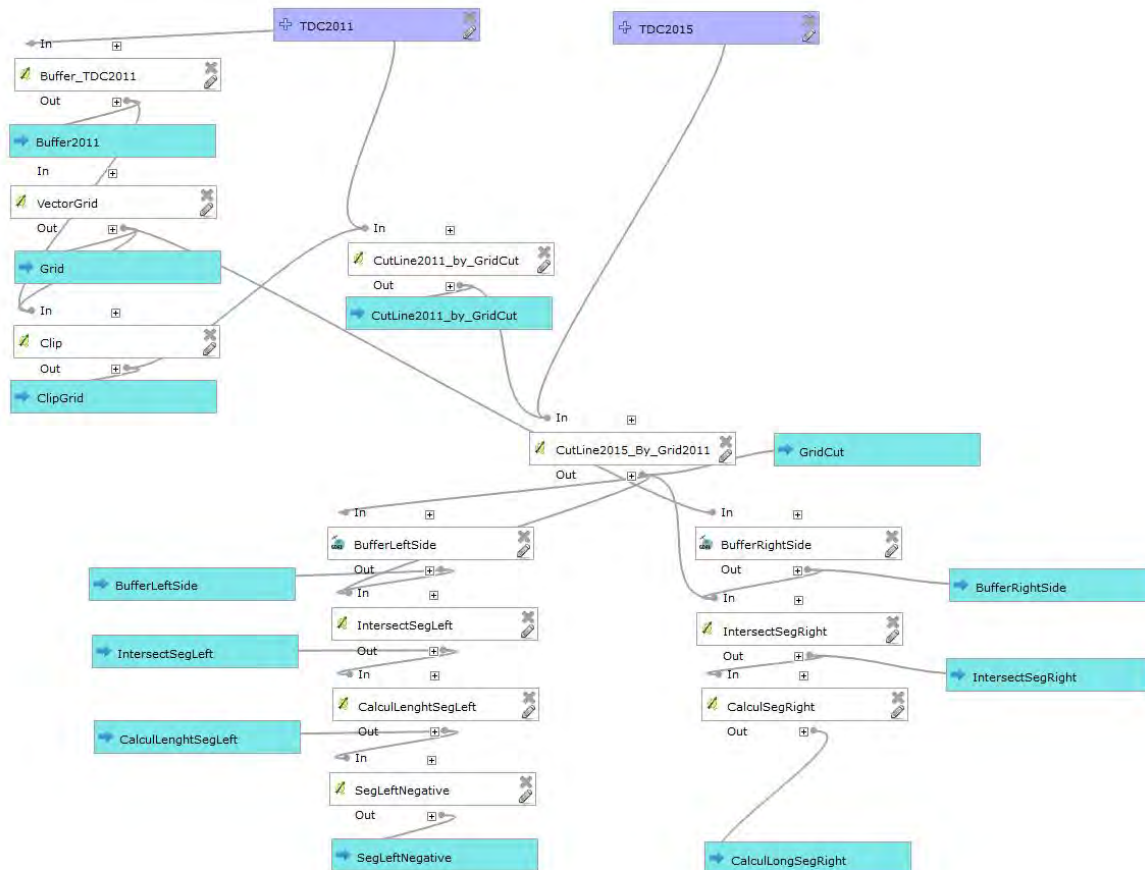 TDC2011
TDC2015
In
Buffer_TDC2011
Out
Buffer2011
In
VectorGrid
Out
Grid
In
CutLine2011_by_GridCut
Out
CutLine2011_by_GridCut
In
Clip
Out
ClipGrid
In
CutLine2015_By_Grid2011
Out
GridCut
In
BufferLeftSide
Out
BufferLeftSide
In
IntersectSegLeft
Out
IntersectSegLeft
In
CalculLenghtSegLeft
Out
CalculLenghtSegLeft
In
SegLeftNegative
Out
SegLeftNegative
In
BufferRightSide
Out
BufferRightSide
In
IntersectSegRight
Out
IntersectSegRight
In
CalculSegRight
Out
CalculLongSegRight